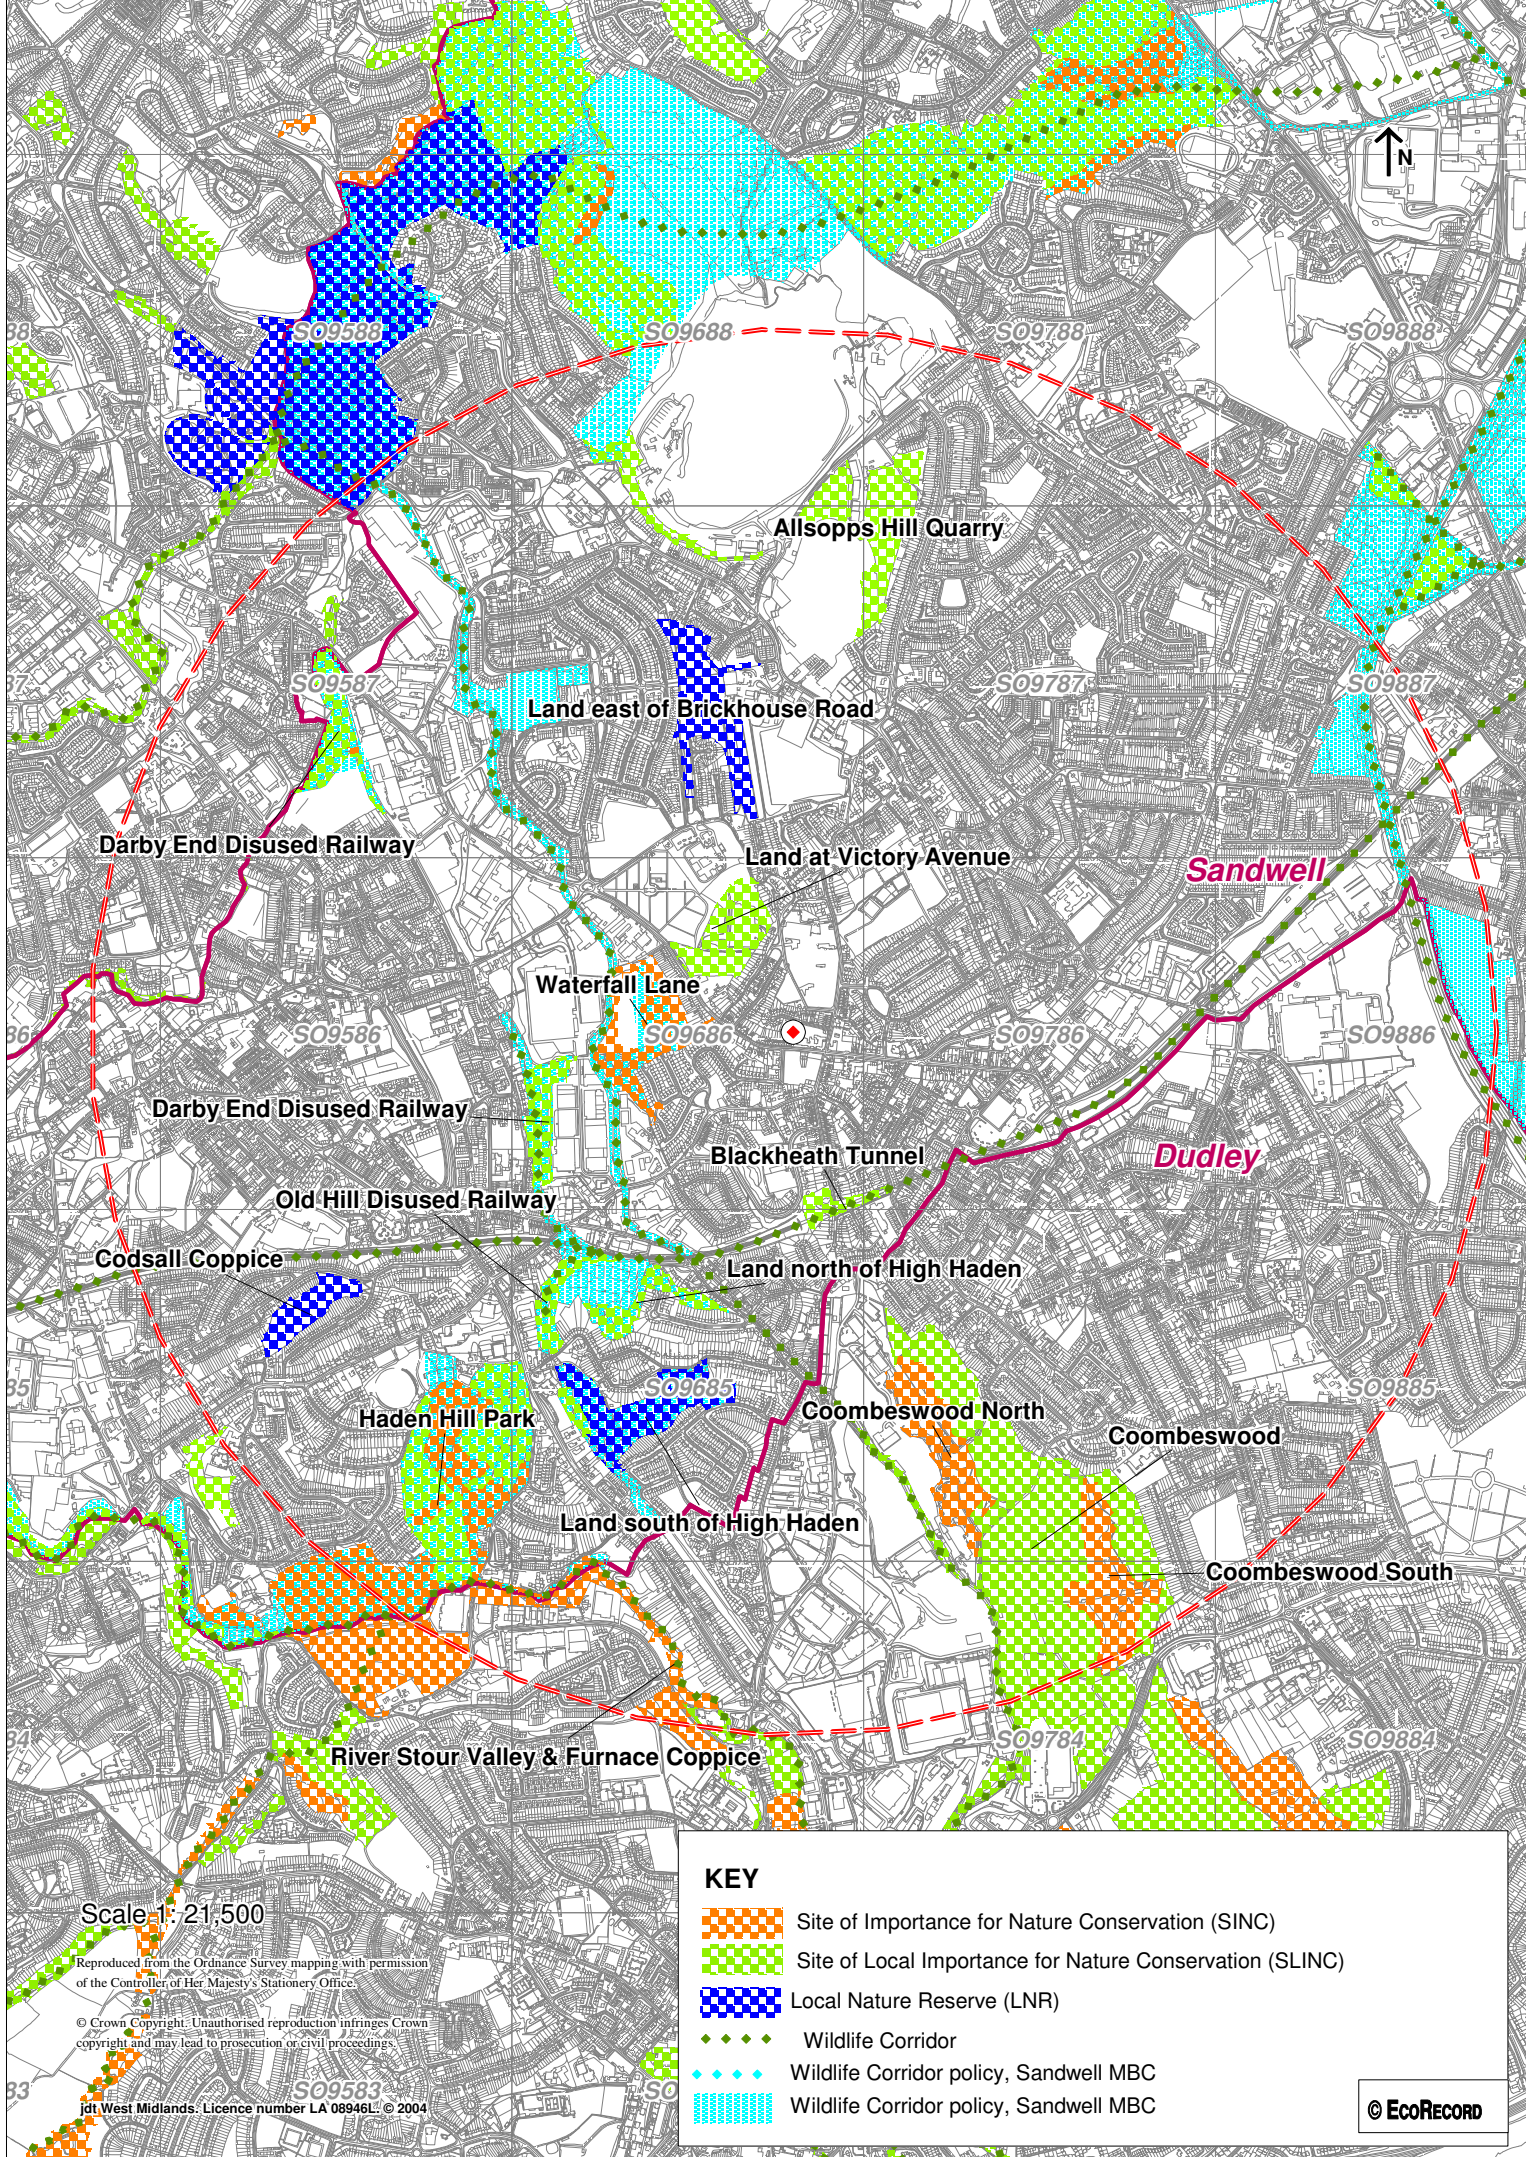 N
88
SO9588
SO9688
SO9788
SO9888
Allsopps Hill Quarry
37
SO9587
SO9787
SO9887
Land east of Brickhouse Road
Darby End Disused Railway
Land at Victory Avenue
Sandwell
Waterfall Lane
86
SO9586
SO9686
SO9786
SO9886
Darby End Disused Railway
Blackheath Tunnel
Dudley
Old Hill Disused Railway
Codsall Coppice
Land north of High Haden
85
SO9685
SO9885
Haden Hill Park
Coombeswood North
Coombeswood
Land south of High Haden
Coombeswood South
84
SO9784
SO9884
River Stour Valley & Furnace Coppice
KEY
Site of Importance for Nature Conservation (SINC)
Site of Local Importance for Nature Conservation (SLINC)
Local Nature Reserve (LNR)
Wildlife Corridor
Wildlife Corridor policy, Sandwell MBC
Wildlife Corridor policy, Sandwell MBC
Scale 1: 21,500
Reproduced from the Ordnance Survey mapping with permission
of the Controller of Her Majesty's Stationery Office.
© Crown Copyright. Unauthorised reproduction infringes Crown
copyright and may lead to prosecution or civil proceedings.
83
SO9583
SO
jdt West Midlands. Licence number LA 08946L. © 2004
© ECORECORD